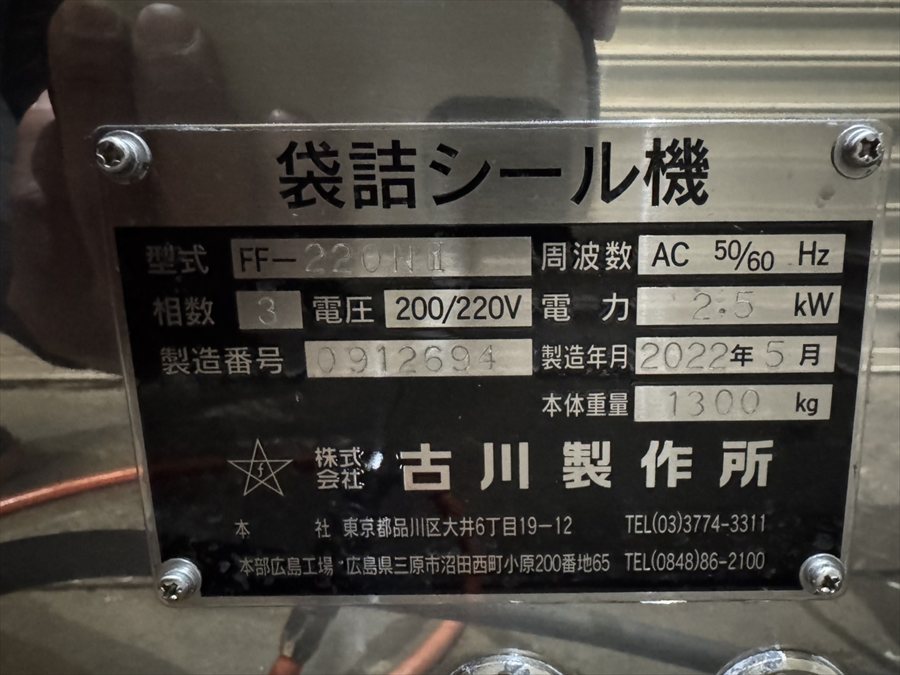 袋詰シール機
型式 FF-220NⅡ 周波数 AC 50/60 Hz
相数 3 電圧 200/220V 電力 2.5 kW
製造番号 0912694 製造年月 2022年5月
本体重量 1300 kg
株式会社 古川製作所
本社 東京都品川区大井6丁目19-12 TEL(03)3774-3311
本部広島工場 広島県三原市沼田西町小原200番地65 TEL(0848)86-2100